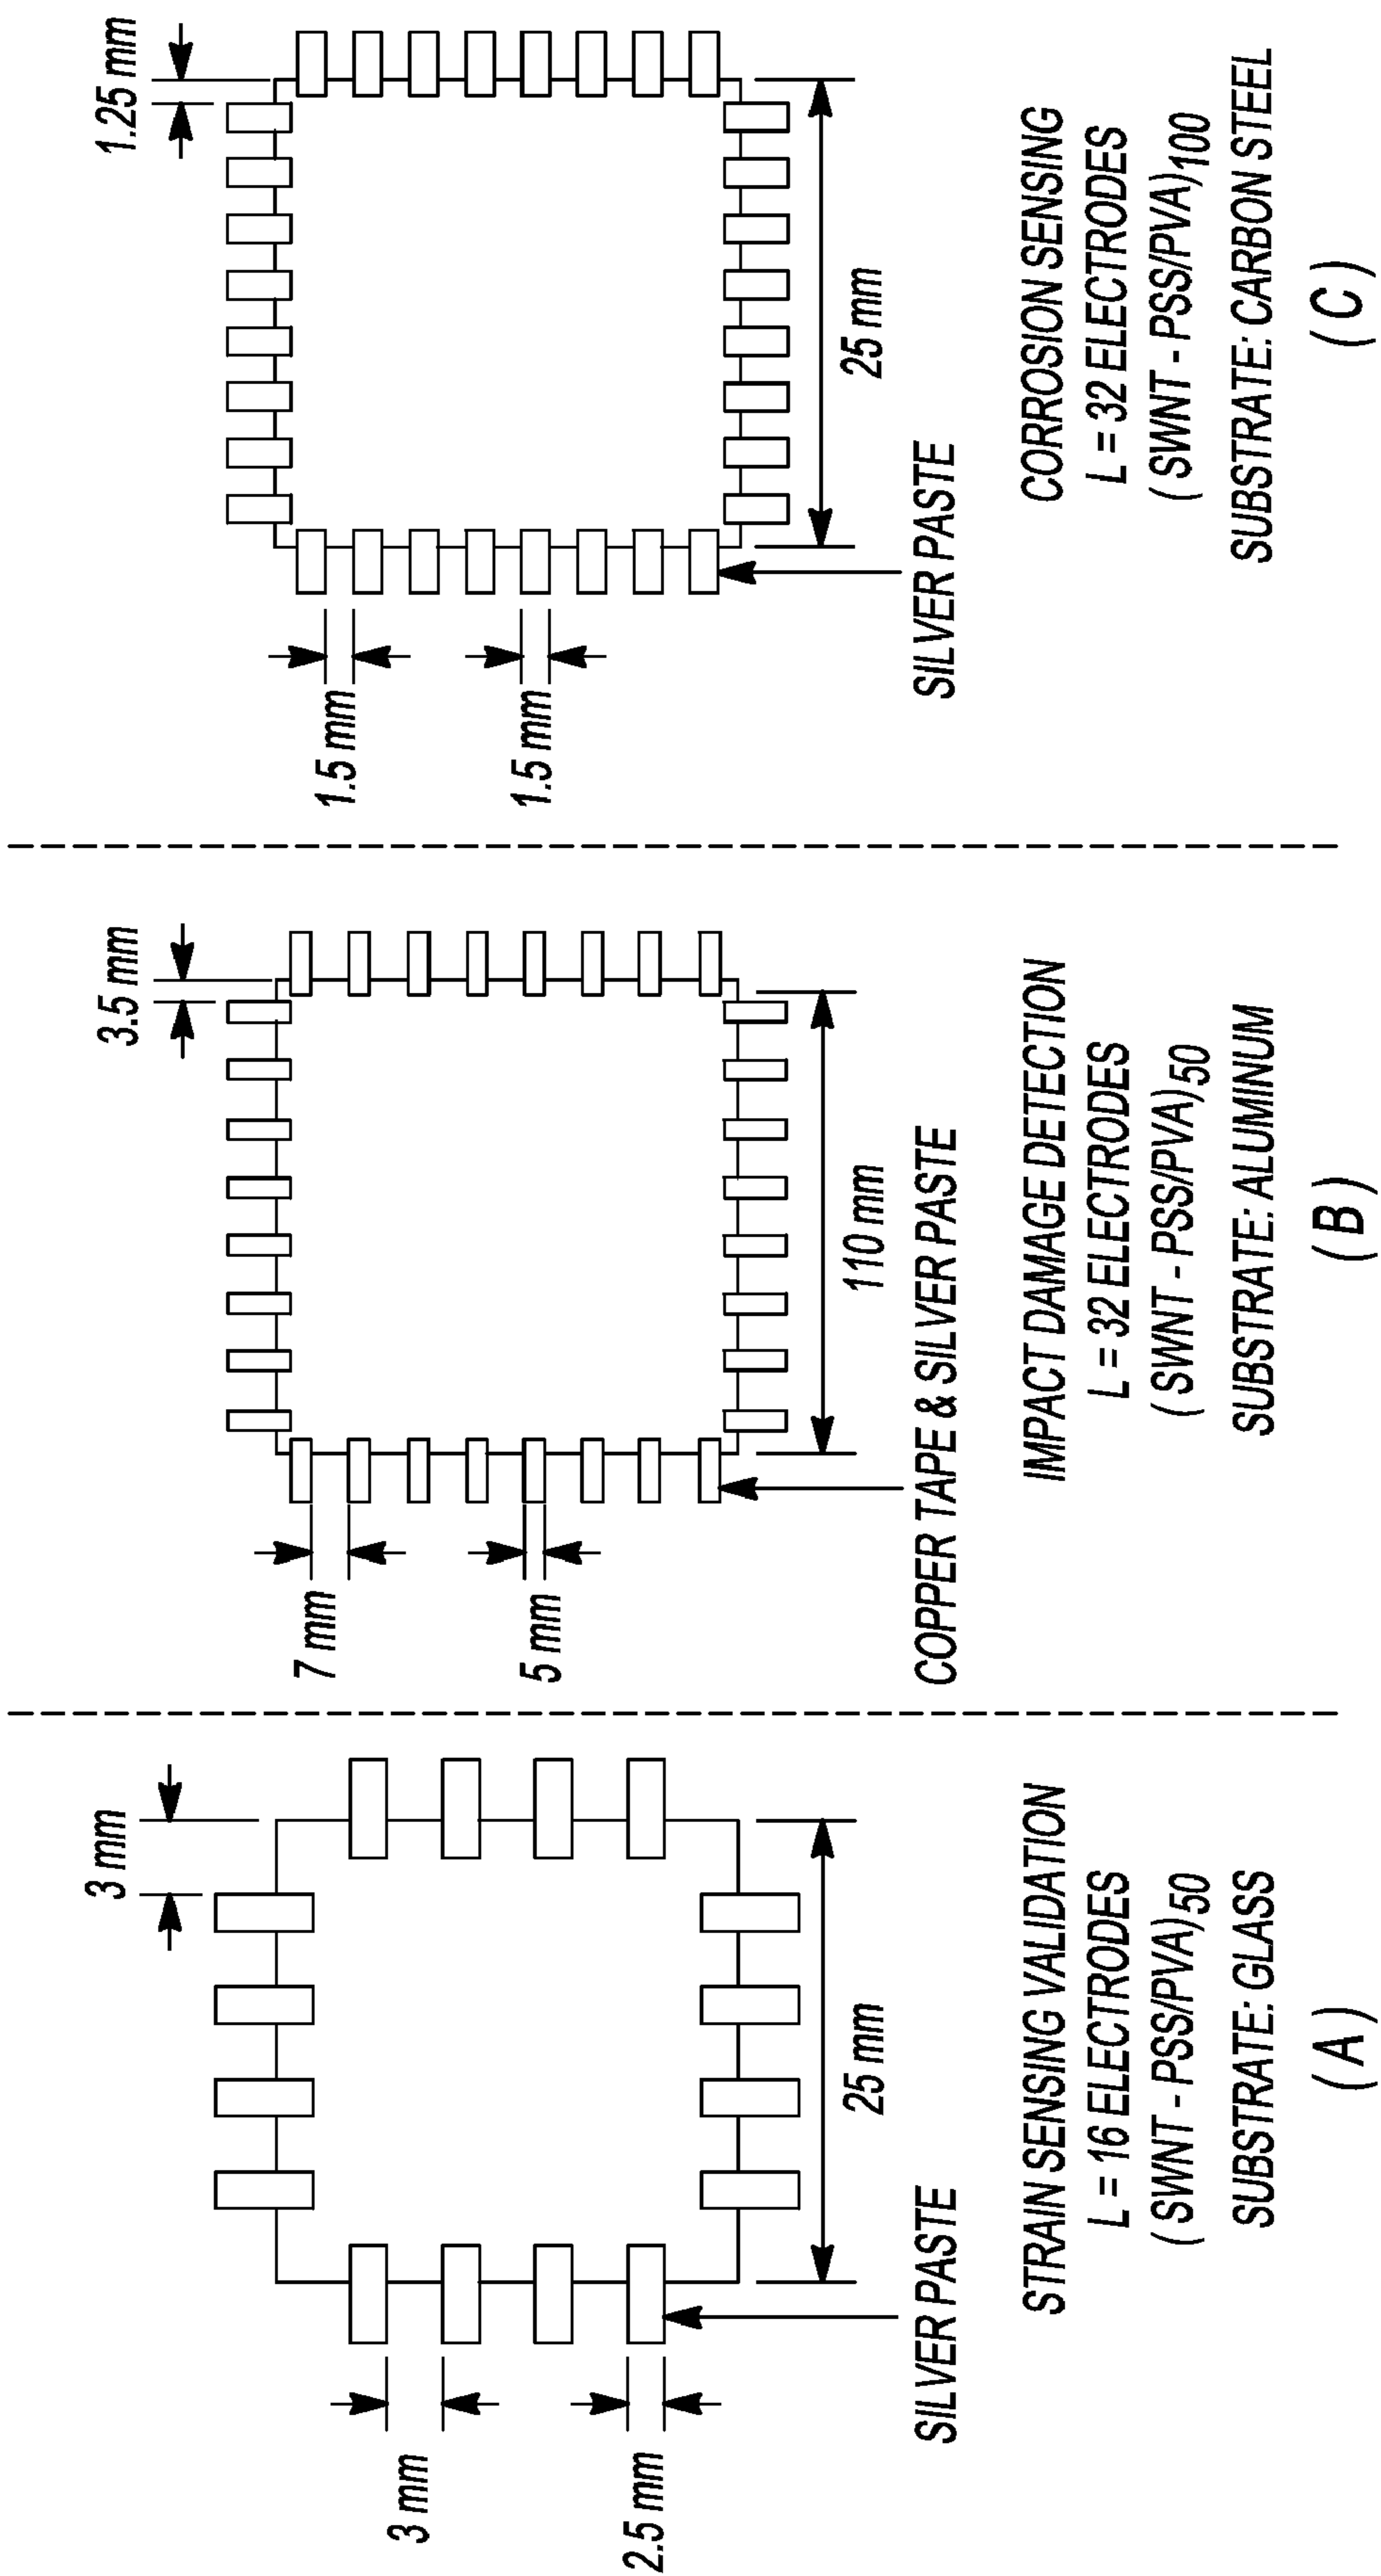 3 mm
3 mm
2.5 mm
25 mm
SILVER PASTE
STRAIN SENSING VALIDATION
L = 16 ELECTRODES
( SWNT - PSS/PVA)50
SUBSTRATE: GLASS
( A )
3.5 mm
7 mm
5 mm
110 mm
COPPER TAPE & SILVER PASTE
IMPACT DAMAGE DETECTION
L = 32 ELECTRODES
( SWNT - PSS/PVA)50
SUBSTRATE: ALUMINUM
( B )
1.25 mm
1.5 mm
1.5 mm
25 mm
SILVER PASTE
CORROSION SENSING
L = 32 ELECTRODES
( SWNT - PSS/PVA)100
SUBSTRATE: CARBON STEEL
( C )